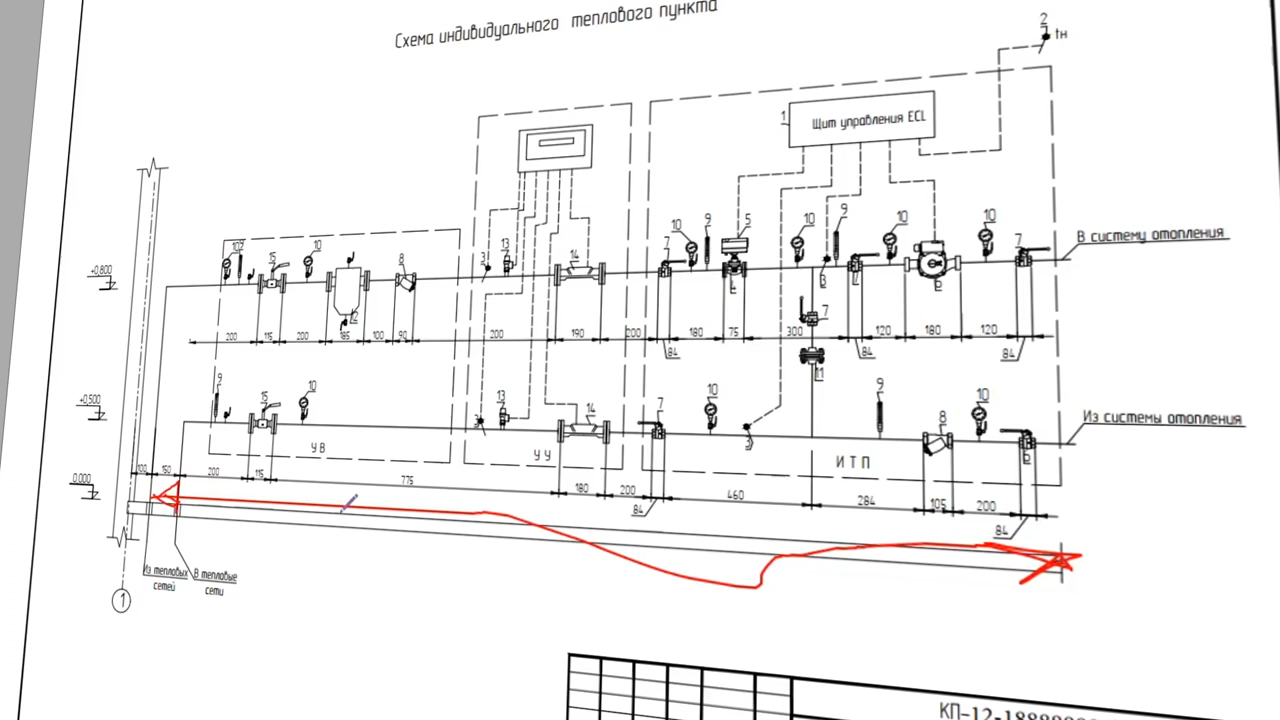 Схема индивидуального теплового пункта
2
tн
1
Щит управления ECL
10 9 5 10 9 10 10
7 7 7
В систему отопления
13 14
3
10 15 10 8
+0,800
12
3
7
200 115 200 185 100 90 200 190 200 180 75 300 120 180 120
84 84 84
11
9 15 10 13 14 7 10 9 8 10
+0,500
3 3
Из системы отопления
УВ УУ ИТП
0,000
100 150 200 115 775 180 200 460 284 105 200
84 84
Из тепловых
сетей
В тепловые
сети
1